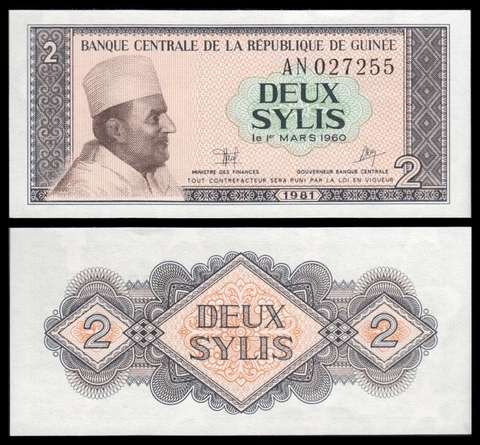 2
BANQUE CENTRALE DE LA RÉPUBLIQUE DE GUINÉE
AN 027255
DEUX
SYLIS
le 1er MARS 1960
MINISTRE DES FINANCES GOUVERNEUR BANQUE CENTRALE
TOUT CONTREFACTEUR SERA PUNI PAR LA LOI EN VIGUEUR
2
1981
2 DEUX 2
SYLIS